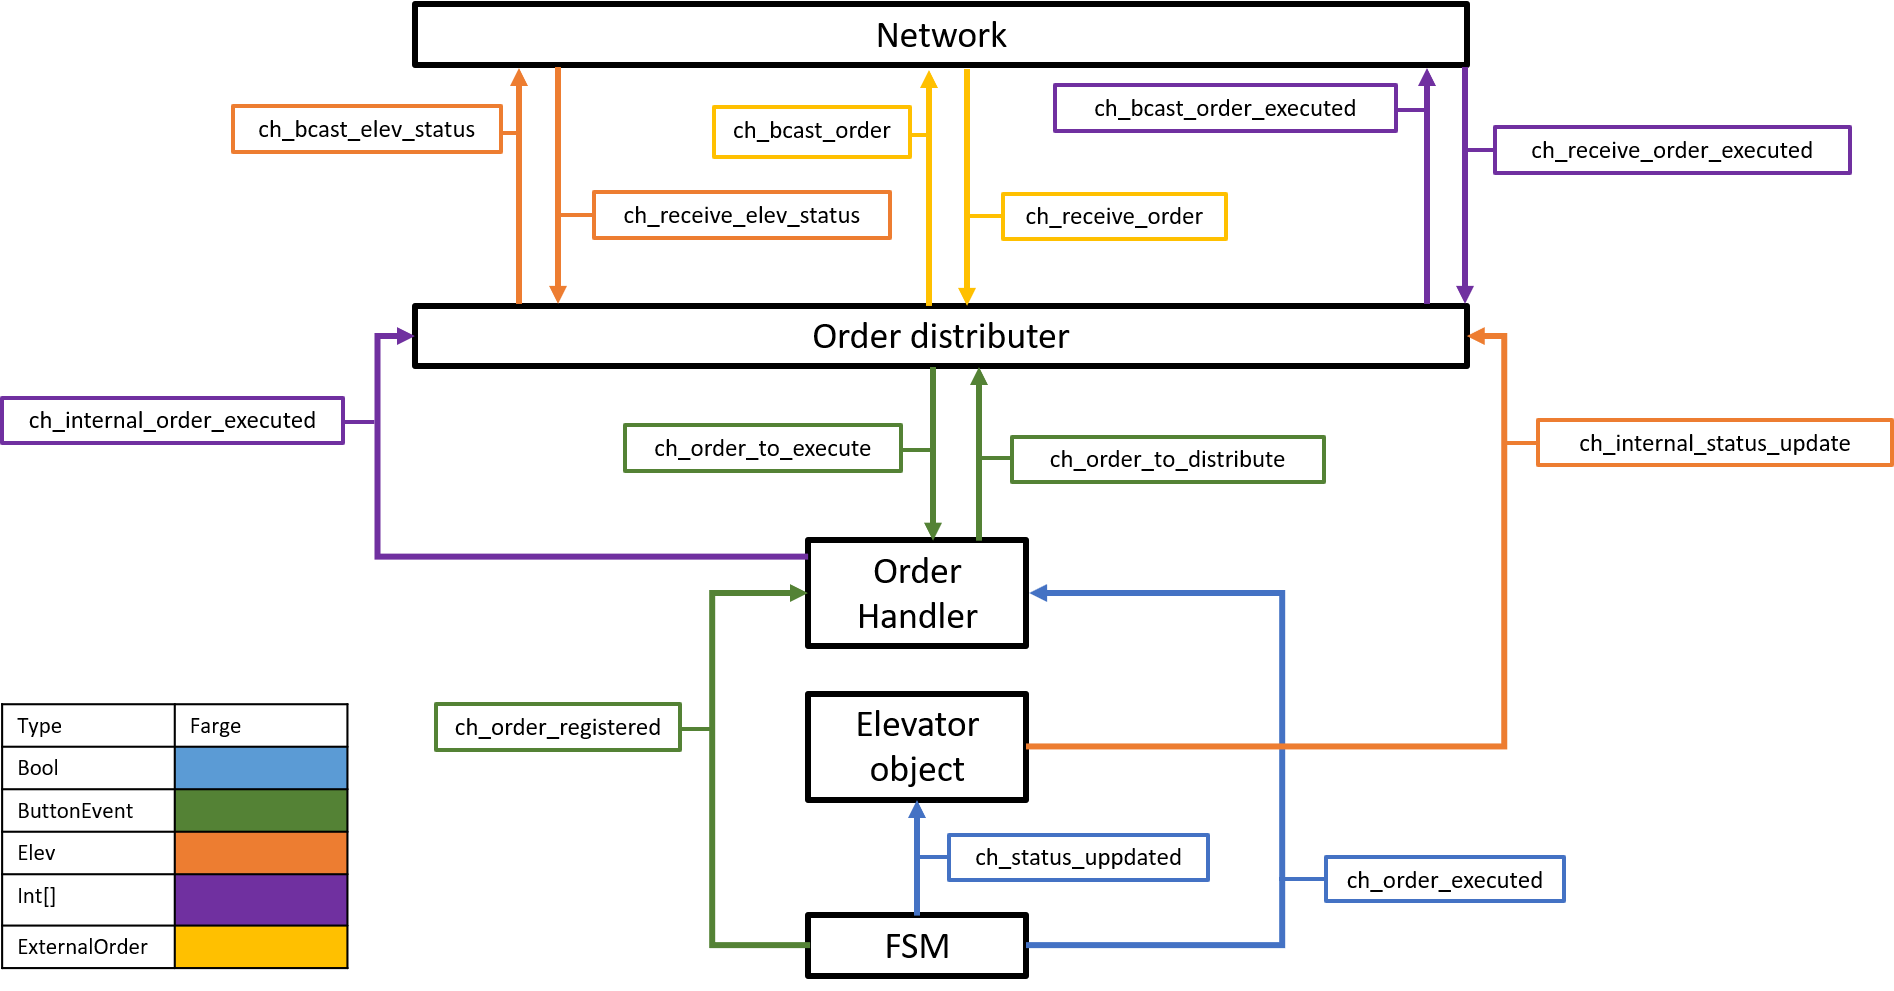 Network
ch_bcast_elev_status
ch_bcast_order
ch_bcast_order_executed
ch_receive_order_executed
ch_receive_elev_status
ch_receive_order
Order distributer
ch_internal_order_executed
ch_order_to_execute
ch_order_to_distribute
ch_internal_status_update
Order
Handler
ch_order_registered
Elevator
object
ch_status_uppdated
ch_order_executed
FSM
Type Farge
Bool
ButtonEvent
Elev
Int[]
ExternalOrder